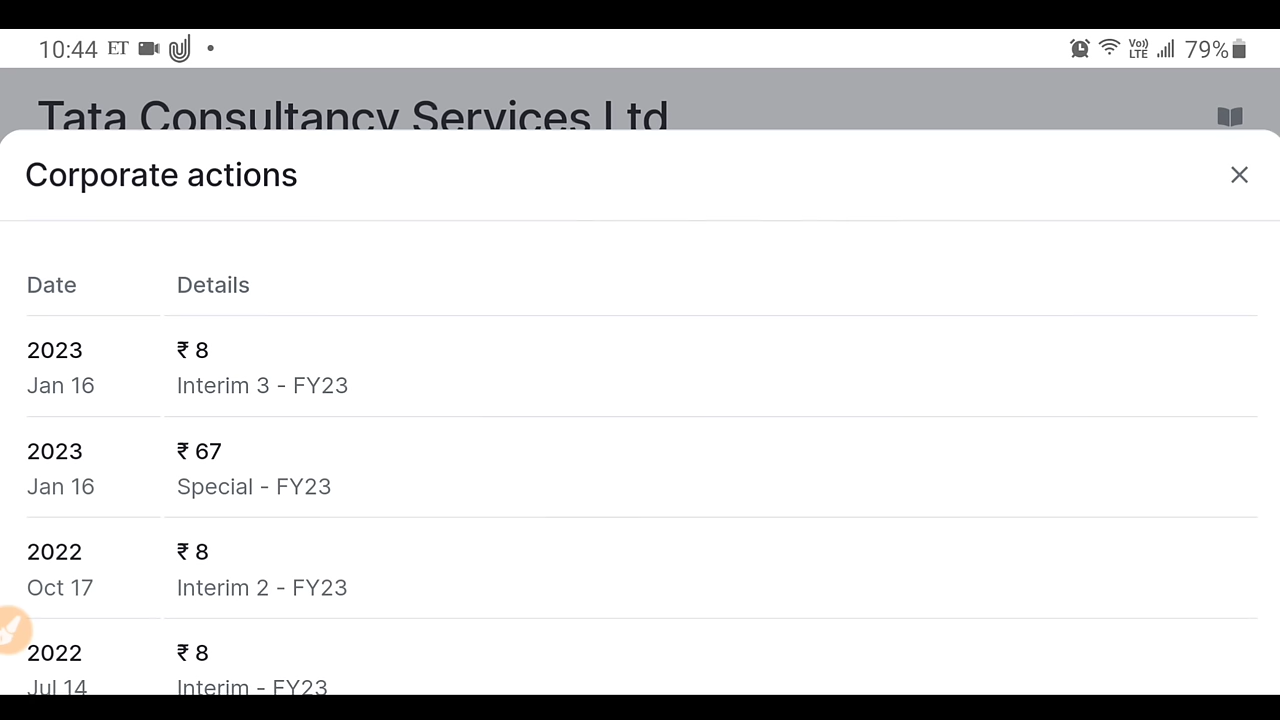 10:44 ET Vo)) 79%
LTE
Tata Consultancy Services Ltd
Corporate actions
Date Details
2023 ₹ 8
Jan 16 Interim 3 - FY23
2023 ₹ 67
Jan 16 Special - FY23
2022 ₹ 8
Oct 17 Interim 2 - FY23
2022 ₹ 8
Jul 14 Interim - FY23